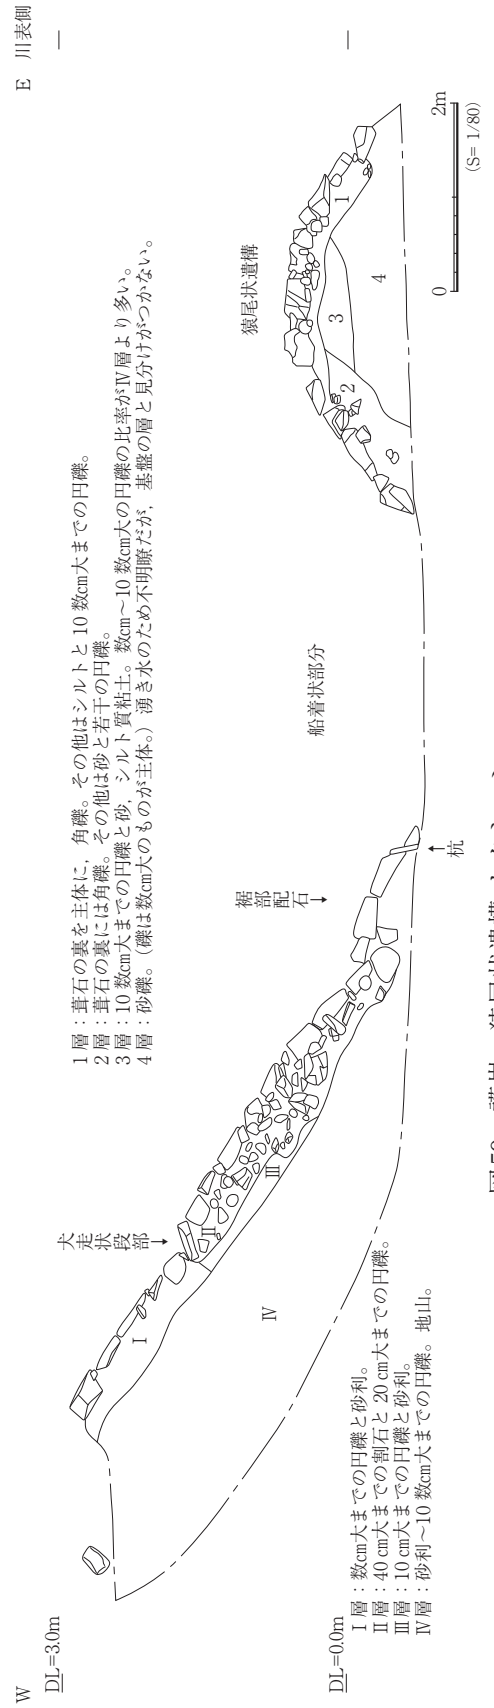 W
E　川表側
DL=3.0m
DL=0.0m
1層：葺石の裏を主体に，角礫。その他はシルトと10数cm大までの円礫。
2層：葺石の裏には角礫。その他は砂と若干の円礫。
3層：10数cm大までの円礫と砂，シルト質粘土。数cm～10数cm大の円礫の比率がⅣ層より多い。
4層：砂礫。（礫は数cm大のものが主体。）湧き水のため不明瞭だが，基盤の層と見分けがつかない。
犬走状段部
裾部配石
杭
船着状部分
猿尾状遺構
Ⅰ
Ⅱ
Ⅲ
Ⅳ
1
2
3
4
Ⅰ層：数cm大までの円礫と砂利。
Ⅱ層：40cm大までの割石と20cm大までの円礫。
Ⅲ層：10cm大までの円礫と砂利。
Ⅳ層：砂利～10数cm大までの円礫。地山。
0
2m
(S= 1/80)